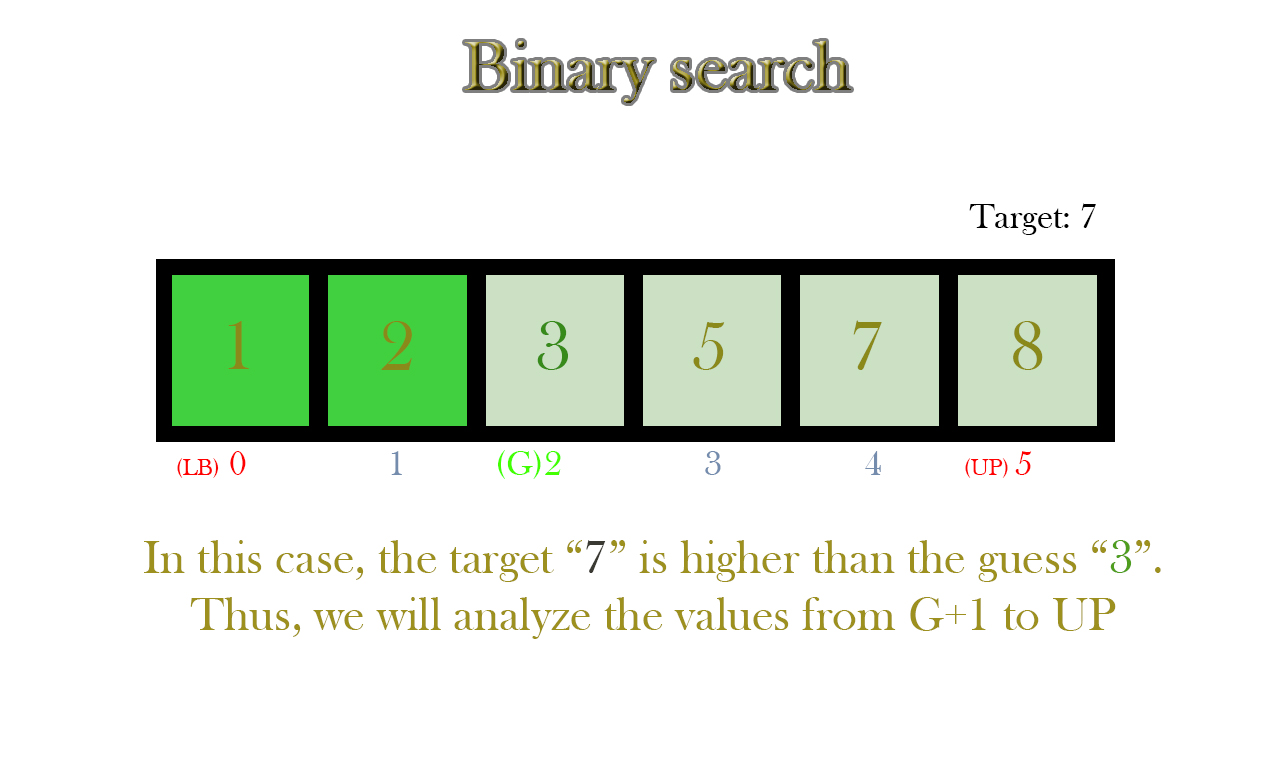 Binary search
Target: 7
1 2 3 5 7 8
(LB) 0 1 (G)2 3 4 (UP) 5
In this case, the target “7” is higher than the guess “3”.
Thus, we will analyze the values from G+1 to UP